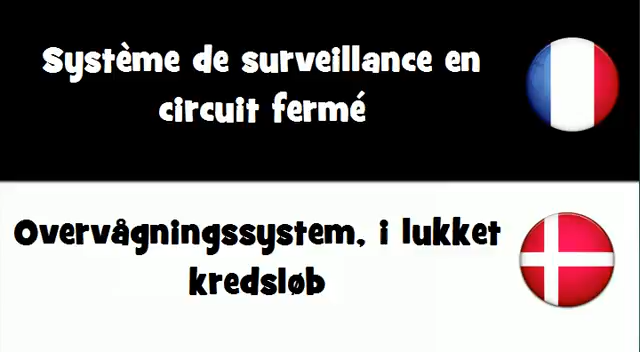 Système de surveillance en
circuit fermé
Overvågningssystem, i lukket
kredsløb